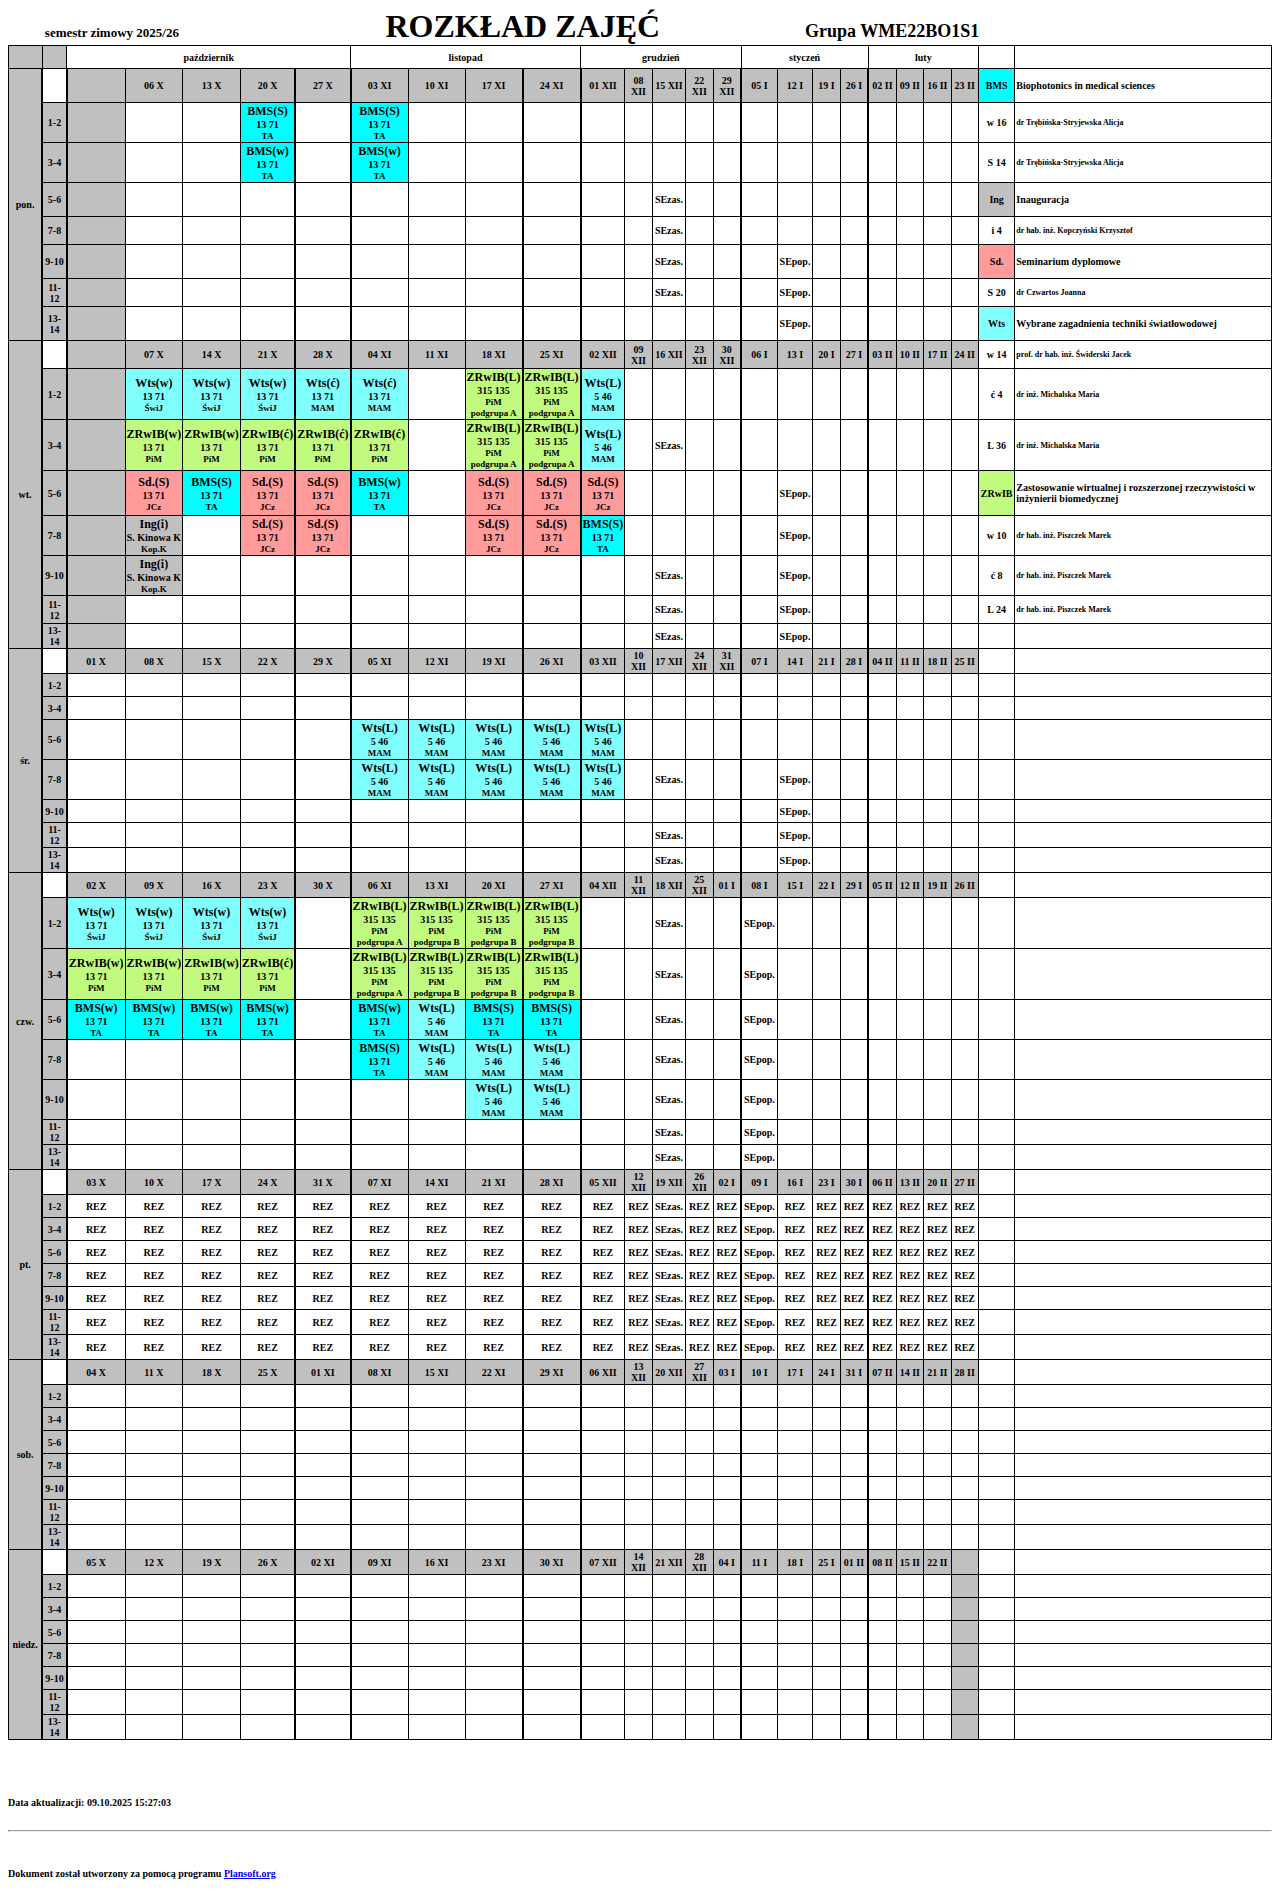 semestr zimowy 2025/26 ROZKŁAD ZAJĘĆ Grupa WME22BO1S1
październik listopad grudzień styczeń luty
pon. 06 X 13 X 20 X 27 X 03 XI 10 XI 17 XI 24 XI 01 XII 08 XII 15 XII 22 XII 29 XII 05 I 12 I 19 I 26 I 02 II 09 II 16 II 23 II BMS Biophotonics in medical sciences
1-2 BMS(S) 13 71 TA BMS(S) 13 71 TA w 16 dr Trębińska-Stryjewska Alicja
3-4 BMS(w) 13 71 TA BMS(w) 13 71 TA S 14 dr Trębińska-Stryjewska Alicja
5-6 SEzas. Ing Inauguracja
7-8 SEzas. i 4 dr hab. inż. Kopczyński Krzysztof
9-10 SEzas. SEpop. Sd. Seminarium dyplomowe
11-12 SEzas. SEpop. S 20 dr Czwartos Joanna
13-14 SEpop. Wts Wybrane zagadnienia techniki światłowodowej
wt. 07 X 14 X 21 X 28 X 04 XI 11 XI 18 XI 25 XI 02 XII 09 XII 16 XII 23 XII 30 XII 06 I 13 I 20 I 27 I 03 II 10 II 17 II 24 II w 14 prof. dr hab. inż. Świderski Jacek
1-2 Wts(w) 13 71 ŚwiJ Wts(w) 13 71 ŚwiJ Wts(w) 13 71 ŚwiJ Wts(ć) 13 71 MAM Wts(ć) 13 71 MAM ZRwIB(L) 315 135 PiM podgrupa A ZRwIB(L) 315 135 PiM podgrupa A Wts(L) 5 46 MAM ć 4 dr inż. Michalska Maria
3-4 ZRwIB(w) 13 71 PiM ZRwIB(w) 13 71 PiM ZRwIB(ć) 13 71 PiM ZRwIB(ć) 13 71 PiM ZRwIB(ć) 13 71 PiM ZRwIB(L) 315 135 PiM podgrupa A ZRwIB(L) 315 135 PiM podgrupa A Wts(L) 5 46 MAM SEzas. L 36 dr inż. Michalska Maria
5-6 Sd.(S) 13 71 JCz BMS(S) 13 71 TA Sd.(S) 13 71 JCz Sd.(S) 13 71 JCz BMS(w) 13 71 TA Sd.(S) 13 71 JCz Sd.(S) 13 71 JCz Sd.(S) 13 71 JCz SEpop. ZRwIB Zastosowanie wirtualnej i rozszerzonej rzeczywistości w inżynierii biomedycznej
7-8 Ing(i) S. Kinowa K Kop.K Sd.(S) 13 71 JCz Sd.(S) 13 71 JCz Sd.(S) 13 71 JCz Sd.(S) 13 71 JCz BMS(S) 13 71 TA SEpop. w 10 dr hab. inż. Piszczek Marek
9-10 Ing(i) S. Kinowa K Kop.K SEzas. SEpop. ć 8 dr hab. inż. Piszczek Marek
11-12 SEzas. SEpop. L 24 dr hab. inż. Piszczek Marek
13-14 SEzas. SEpop.
śr. 01 X 08 X 15 X 22 X 29 X 05 XI 12 XI 19 XI 26 XI 03 XII 10 XII 17 XII 24 XII 31 XII 07 I 14 I 21 I 28 I 04 II 11 II 18 II 25 II
1-2
3-4
5-6 Wts(L) 5 46 MAM Wts(L) 5 46 MAM Wts(L) 5 46 MAM Wts(L) 5 46 MAM Wts(L) 5 46 MAM
7-8 Wts(L) 5 46 MAM Wts(L) 5 46 MAM Wts(L) 5 46 MAM Wts(L) 5 46 MAM Wts(L) 5 46 MAM SEzas. SEpop.
9-10 SEpop.
11-12 SEzas. SEpop.
13-14 SEzas. SEpop.
czw. 02 X 09 X 16 X 23 X 30 X 06 XI 13 XI 20 XI 27 XI 04 XII 11 XII 18 XII 25 XII 01 I 08 I 15 I 22 I 29 I 05 II 12 II 19 II 26 II
1-2 Wts(w) 13 71 ŚwiJ Wts(w) 13 71 ŚwiJ Wts(w) 13 71 ŚwiJ Wts(w) 13 71 ŚwiJ ZRwIB(L) 315 135 PiM podgrupa A ZRwIB(L) 315 135 PiM podgrupa B ZRwIB(L) 315 135 PiM podgrupa B ZRwIB(L) 315 135 PiM podgrupa B SEzas. SEpop.
3-4 ZRwIB(w) 13 71 PiM ZRwIB(w) 13 71 PiM ZRwIB(w) 13 71 PiM ZRwIB(ć) 13 71 PiM ZRwIB(L) 315 135 PiM podgrupa A ZRwIB(L) 315 135 PiM podgrupa B ZRwIB(L) 315 135 PiM podgrupa B ZRwIB(L) 315 135 PiM podgrupa B SEzas. SEpop.
5-6 BMS(w) 13 71 TA BMS(w) 13 71 TA BMS(w) 13 71 TA BMS(w) 13 71 TA BMS(w) 13 71 TA Wts(L) 5 46 MAM BMS(S) 13 71 TA BMS(S) 13 71 TA SEzas. SEpop.
7-8 BMS(S) 13 71 TA Wts(L) 5 46 MAM Wts(L) 5 46 MAM Wts(L) 5 46 MAM SEzas. SEpop.
9-10 Wts(L) 5 46 MAM Wts(L) 5 46 MAM SEzas. SEpop.
11-12 SEzas. SEpop.
13-14 SEzas. SEpop.
pt. 03 X 10 X 17 X 24 X 31 X 07 XI 14 XI 21 XI 28 XI 05 XII 12 XII 19 XII 26 XII 02 I 09 I 16 I 23 I 30 I 06 II 13 II 20 II 27 II
1-2 REZ REZ REZ REZ REZ REZ REZ REZ REZ REZ REZ SEzas. REZ REZ SEpop. REZ REZ REZ REZ REZ REZ REZ
3-4 REZ REZ REZ REZ REZ REZ REZ REZ REZ REZ REZ SEzas. REZ REZ SEpop. REZ REZ REZ REZ REZ REZ REZ
5-6 REZ REZ REZ REZ REZ REZ REZ REZ REZ REZ REZ SEzas. REZ REZ SEpop. REZ REZ REZ REZ REZ REZ REZ
7-8 REZ REZ REZ REZ REZ REZ REZ REZ REZ REZ REZ SEzas. REZ REZ SEpop. REZ REZ REZ REZ REZ REZ REZ
9-10 REZ REZ REZ REZ REZ REZ REZ REZ REZ REZ REZ SEzas. REZ REZ SEpop. REZ REZ REZ REZ REZ REZ REZ
11-12 REZ REZ REZ REZ REZ REZ REZ REZ REZ REZ REZ SEzas. REZ REZ SEpop. REZ REZ REZ REZ REZ REZ REZ
13-14 REZ REZ REZ REZ REZ REZ REZ REZ REZ REZ REZ SEzas. REZ REZ SEpop. REZ REZ REZ REZ REZ REZ REZ
sob. 04 X 11 X 18 X 25 X 01 XI 08 XI 15 XI 22 XI 29 XI 06 XII 13 XII 20 XII 27 XII 03 I 10 I 17 I 24 I 31 I 07 II 14 II 21 II 28 II
1-2
3-4
5-6
7-8
9-10
11-12
13-14
niedz. 05 X 12 X 19 X 26 X 02 XI 09 XI 16 XI 23 XI 30 XI 07 XII 14 XII 21 XII 28 XII 04 I 11 I 18 I 25 I 01 II 08 II 15 II 22 II
1-2
3-4
5-6
7-8
9-10
11-12
13-14
Data aktualizacji: 09.10.2025 15:27:03
Dokument został utworzony za pomocą programu Plansoft.org